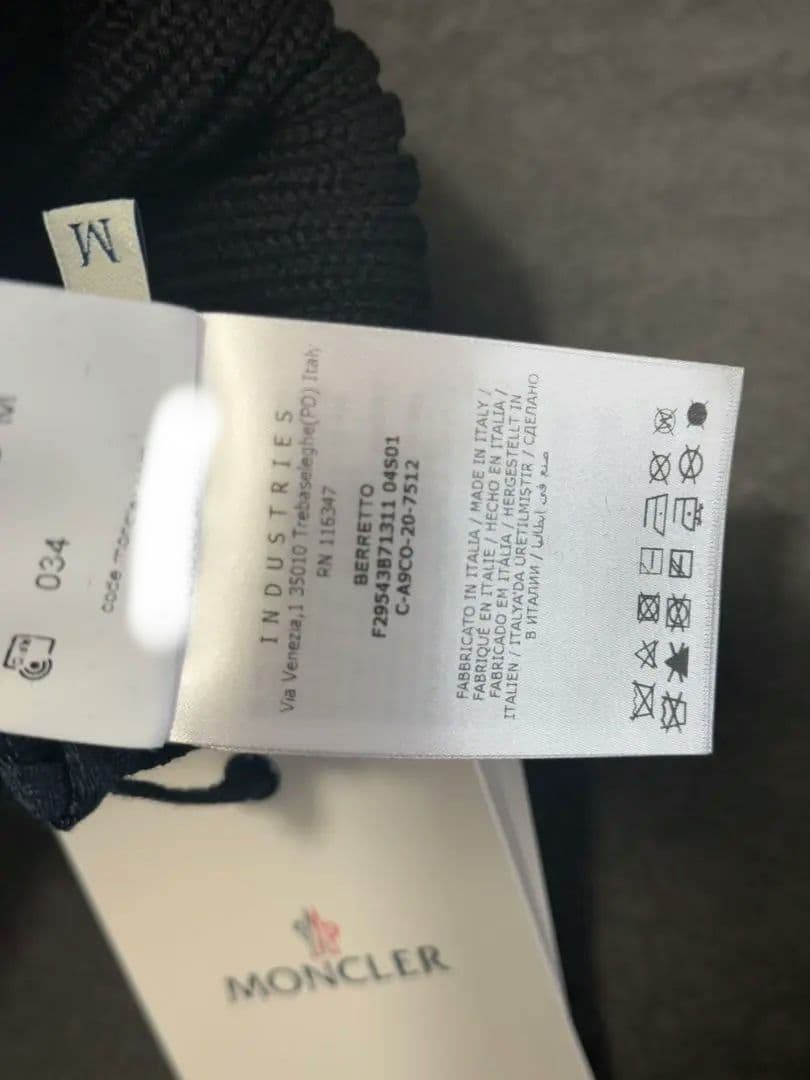 M
034
INDUSTRIES
Via Venezia,1 35010 Trebaseleghe(PD) Italy
RN 116347
BERRETTO
F29543B71311 04S01
C-A9CO-20-7512
FABBRICATO IN ITALIA / MADE IN ITALY /
FABRIQUÉ EN ITALIE / HECHO EN ITALIA /
FABRICADO EM ITÁLIA / HERGESTELLT IN
ITALIEN / ITALYA'DA ÜRETILMIŞTIR / СДЕЛАНО
В ИТАЛИИ / صنع في ايطاليا
MONCLER